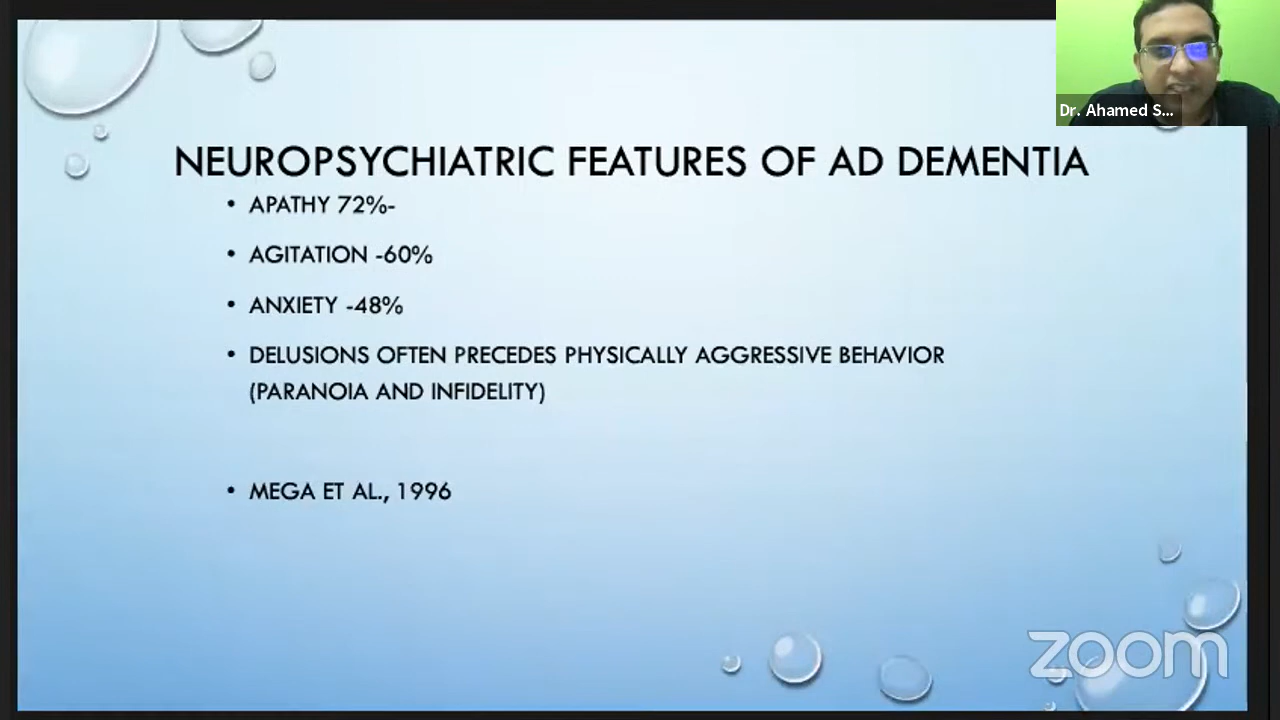 Dr. Ahamed S...
NEUROPSYCHIATRIC FEATURES OF AD DEMENTIA
• APATHY 72%-
• AGITATION -60%
• ANXIETY -48%
• DELUSIONS OFTEN PRECEDES PHYSICALLY AGGRESSIVE BEHAVIOR
(PARANOIA AND INFIDELITY)
• MEGA ET AL., 1996
zoom